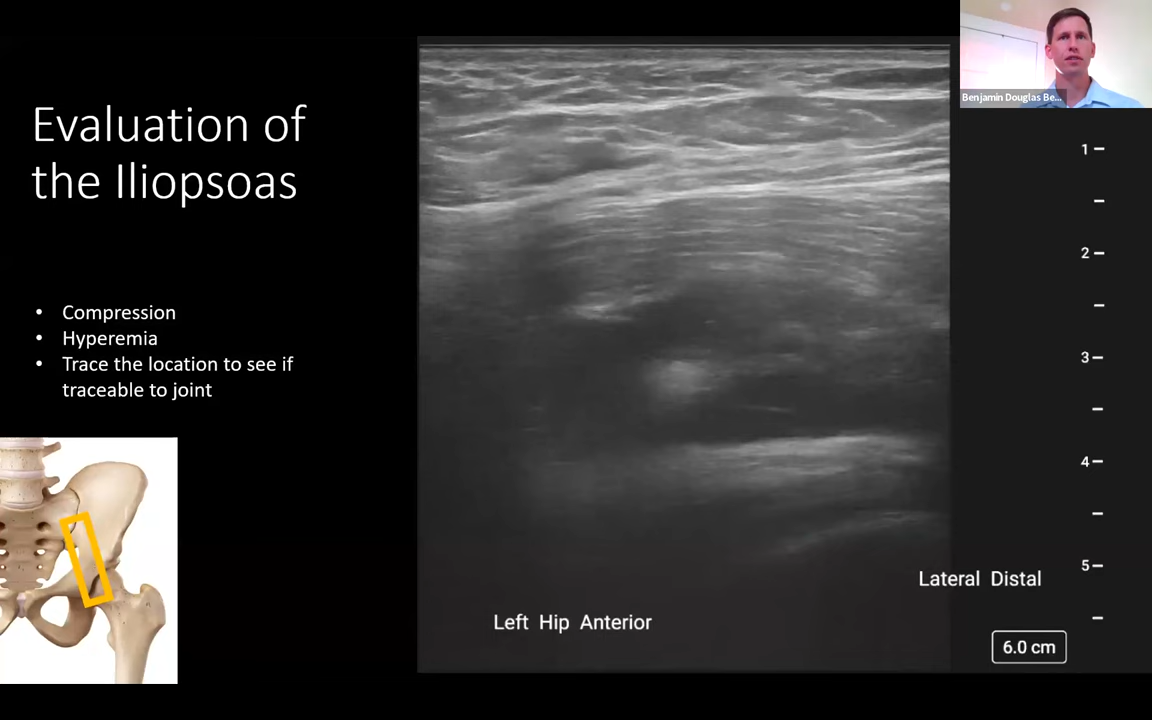 Evaluation of
the Iliopsoas
• Compression
• Hyperemia
• Trace the location to see if
traceable to joint
Benjamin Douglas Be...
1
2
3
4
5
Lateral Distal
Left Hip Anterior
6.0 cm